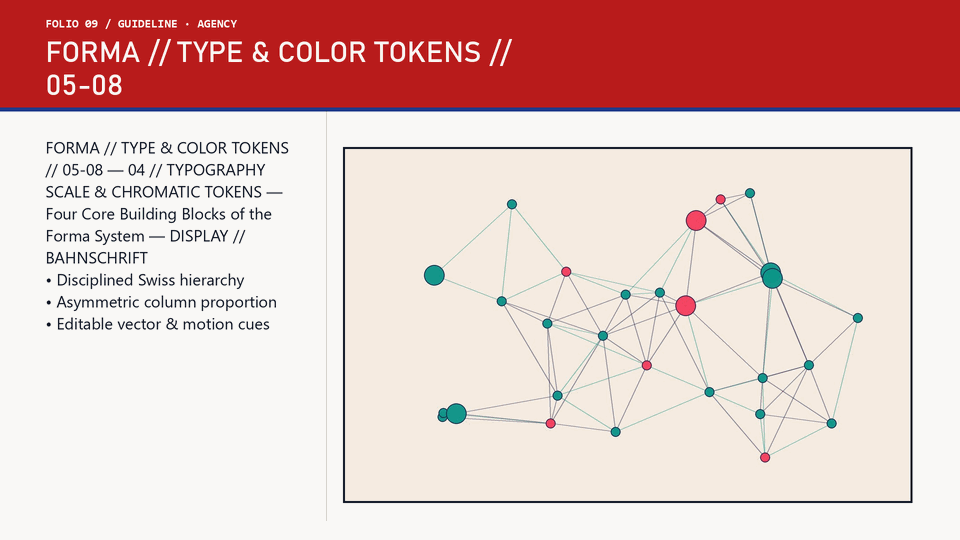 FOLIO 09 / GUIDELINE · AGENCY
FORMA // TYPE & COLOR TOKENS //
05-08
FORMA // TYPE & COLOR TOKENS
// 05-08 — 04 // TYPOGRAPHY
SCALE & CHROMATIC TOKENS —
Four Core Building Blocks of the
Forma System — DISPLAY //
BAHNSCHRIFT
• Disciplined Swiss hierarchy
• Asymmetric column proportion
• Editable vector & motion cues